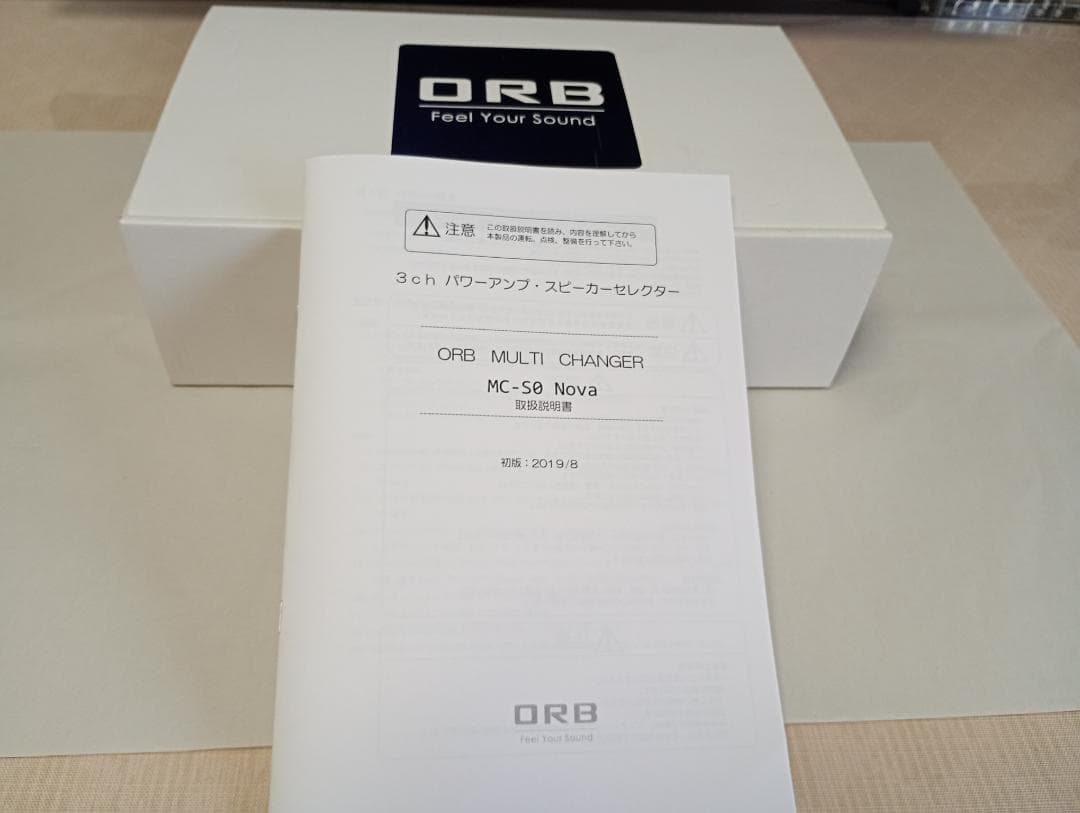 ORB
Feel Your Sound
注意
この取扱説明書を読み、内容を理解してから
本製品の運転、点検、整備を行って下さい。
3ch パワーアンプ・スピーカーセレクター
ORB MULTI CHANGER
MC-S0 Nova
取扱説明書
初版：2019/8
ORB
Feel Your Sound